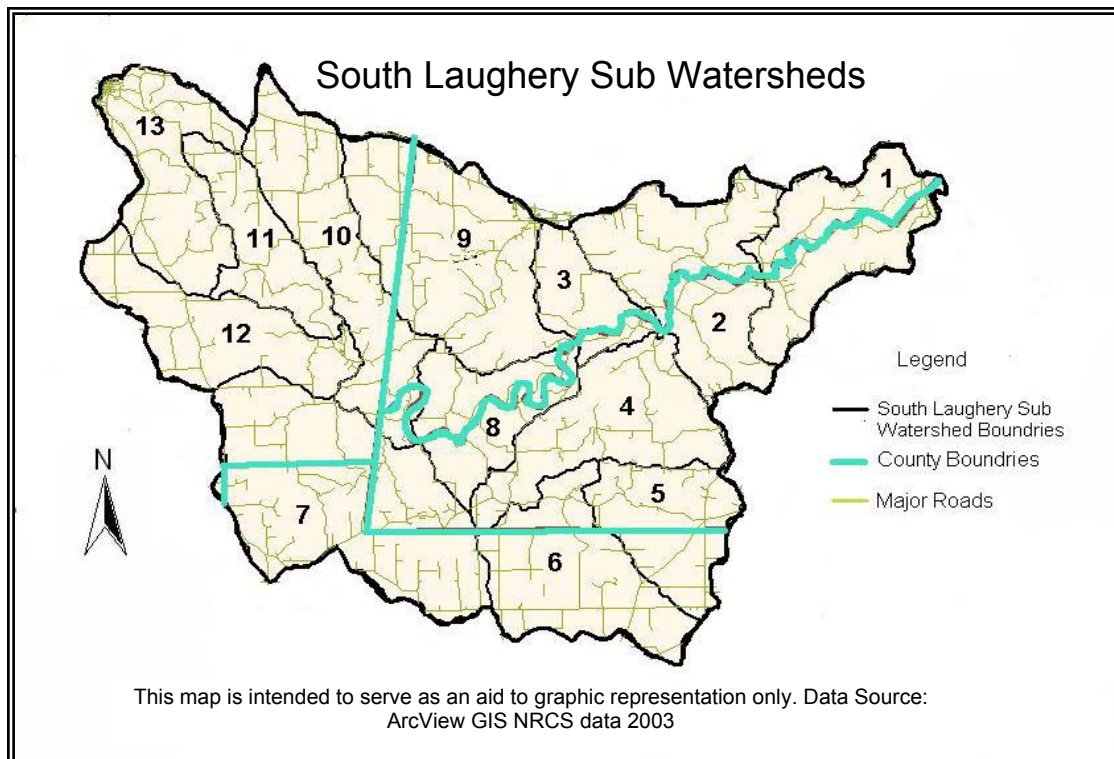 South Laughery Sub Watersheds
13
1
11
10
9
3
2
12
8
4
7
5
6
N
Legend
South Laughery Sub
Watershed Boundries
County Boundries
Major Roads
This map is intended to serve as an aid to graphic representation only. Data Source:
ArcView GIS NRCS data 2003